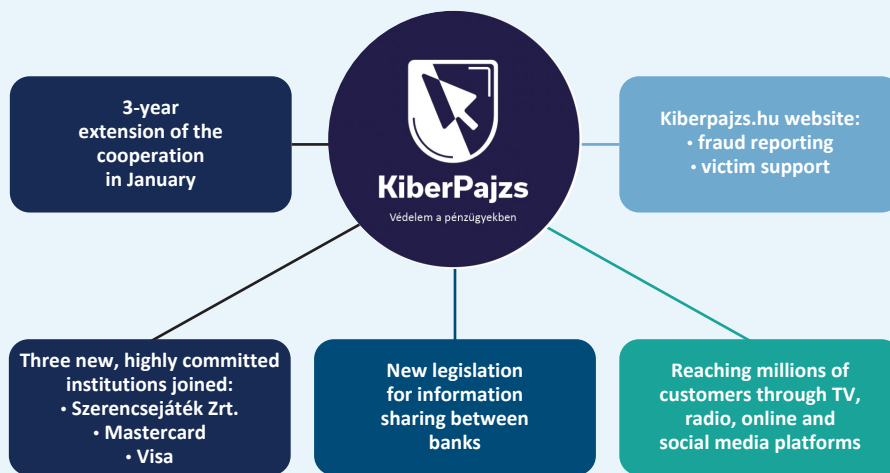 3-year
extension of the
cooperation
in January
KiberPajzs
Védelem a pénzügyekben
Kiberpajzs.hu website:
• fraud reporting
• victim support
Three new, highly committed
institutions joined:
• Szerencsejáték Zrt.
• Mastercard
• Visa
New legislation
for information
sharing between
banks
Reaching millions of
customers through TV,
radio, online and
social media platforms